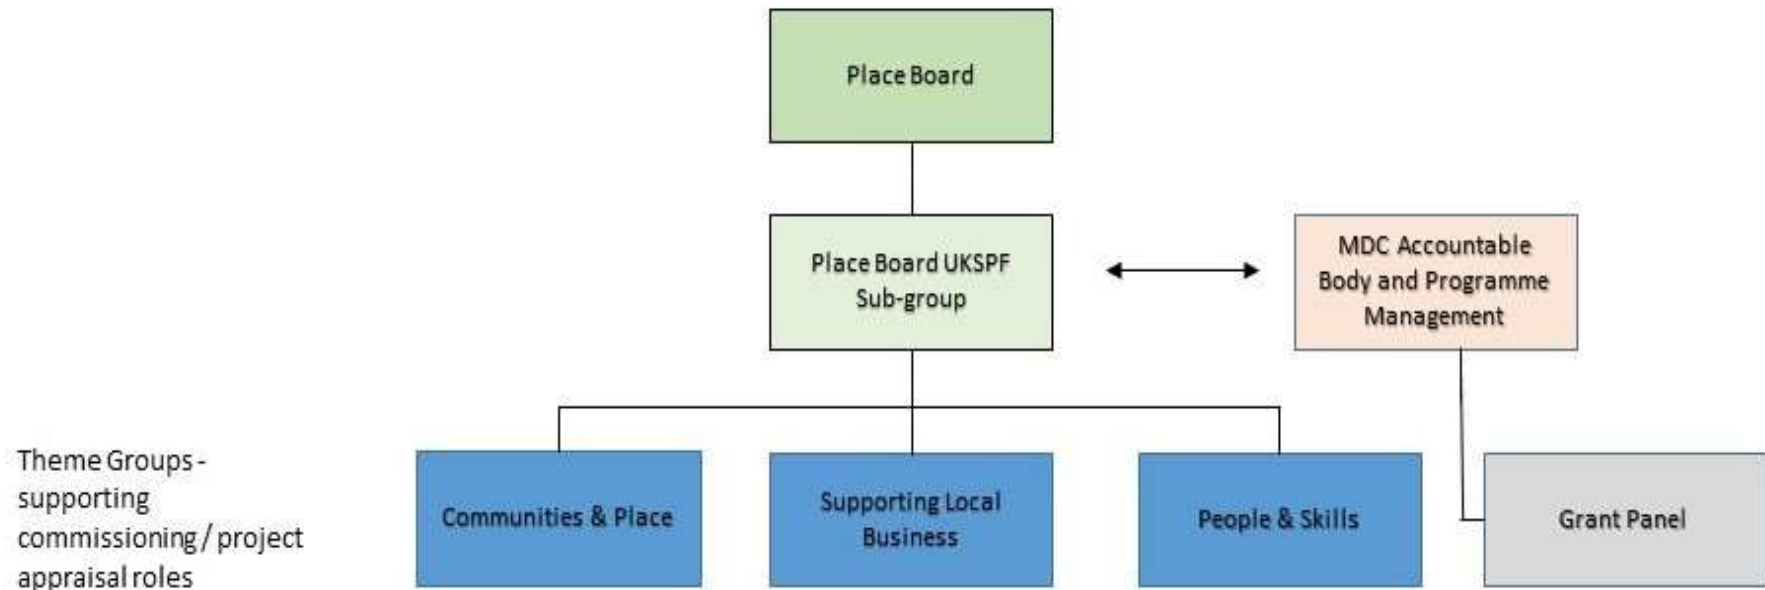 Place Board
Place Board UKSPF
Sub-group
MDC Accountable
Body and Programme
Management
Theme Groups -
supporting
commissioning / project
appraisal roles
Communities & Place
Supporting Local
Business
People & Skills
Grant Panel